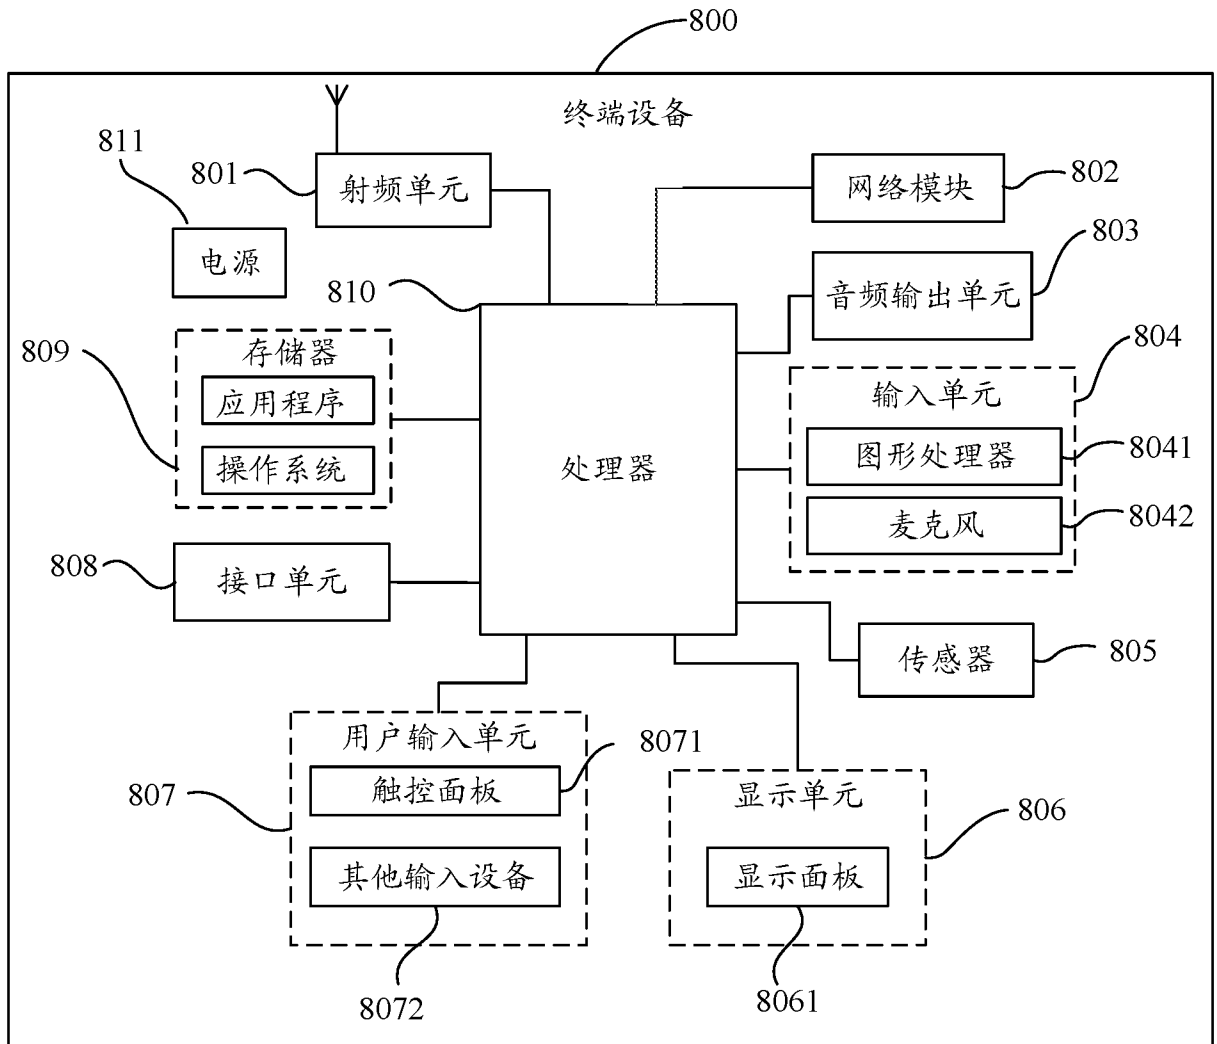 800
终端设备
811
801
射频单元
网络模块
802
803
电源
810
音频输出单元
809
存储器
应用程序
操作系统
处理器
804
输入单元
图形处理器
8041
麦克风
8042
808
接口单元
传感器
805
用户输入单元
8071
807
触控面板
其他输入设备
8072
显示单元
806
显示面板
8061